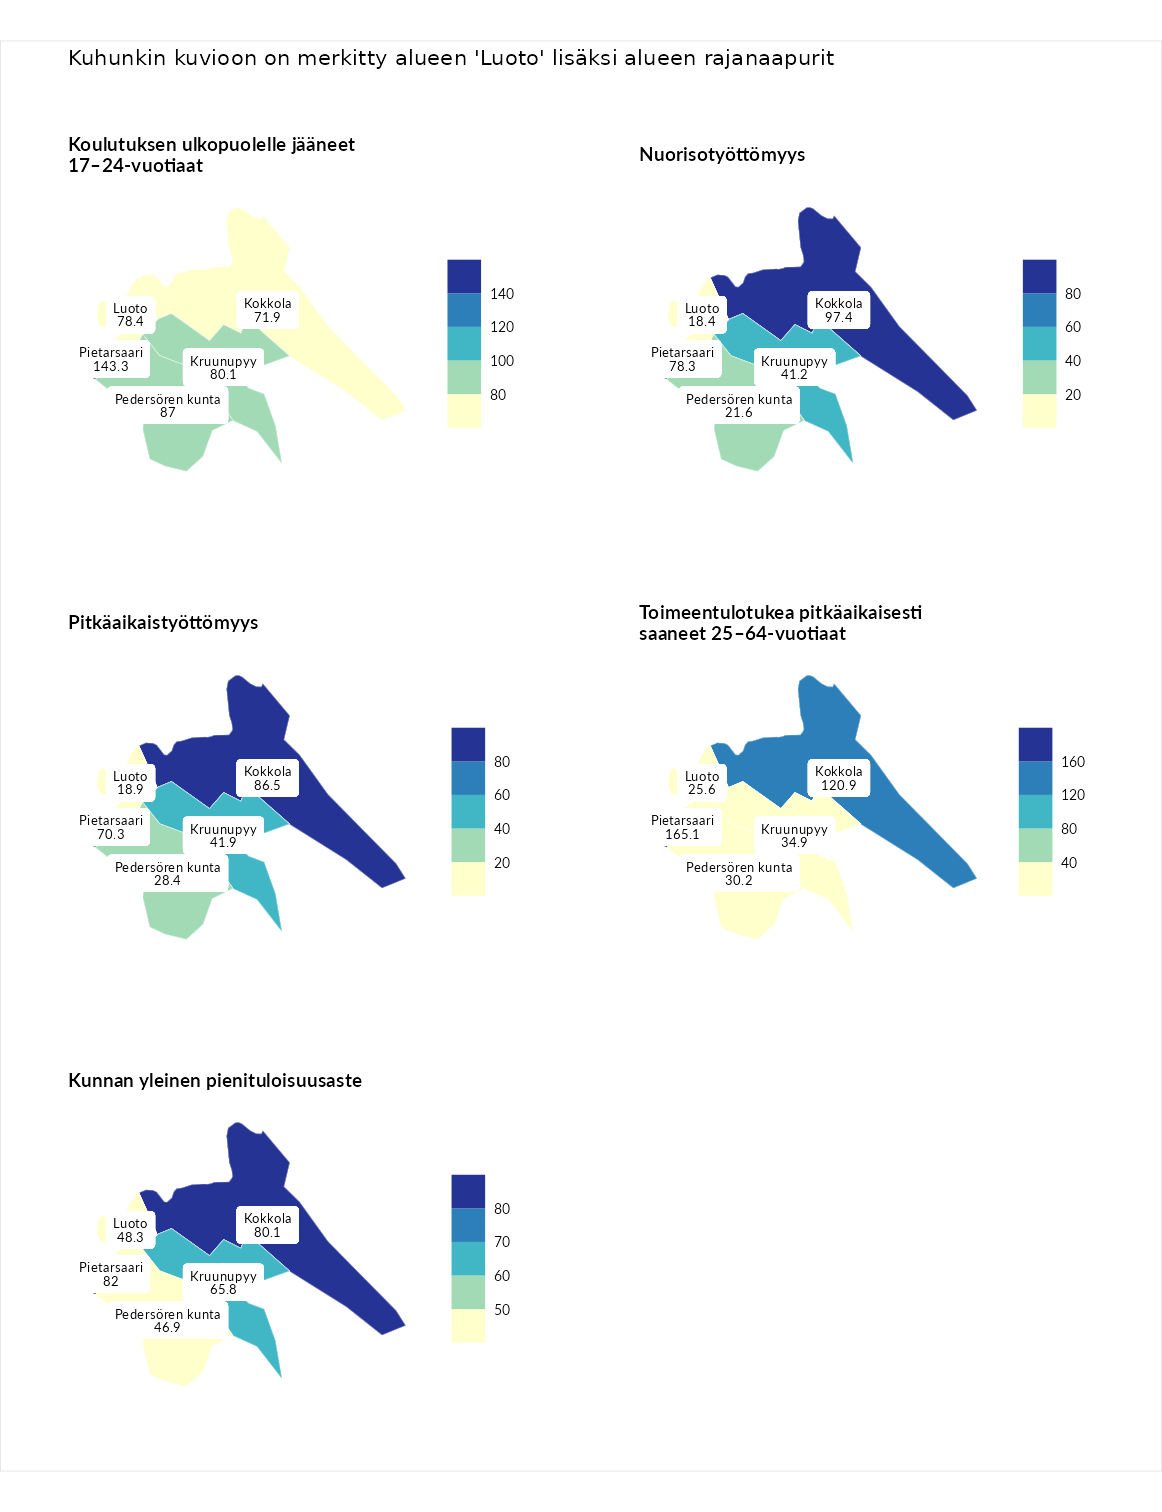 Kuhunkin kuvioon on merkitty alueen 'Luoto' lisäksi alueen rajanaapurit
Koulutuksen ulkopuolelle jääneet
17–24-vuotiaat
Luoto
78.4
Kokkola
71.9
Pietarsaari
143.3
Kruunupyy
80.1
Pedersören kunta
87
140
120
100
80
Nuorisotyöttömyys
Luoto
18.4
Kokkola
97.4
Pietarsaari
78.3
Kruunupyy
41.2
Pedersören kunta
21.6
80
60
40
20
Pitkäaikaistyöttömyys
Luoto
18.9
Kokkola
86.5
Pietarsaari
70.3
Kruunupyy
41.9
Pedersören kunta
28.4
80
60
40
20
Toimeentulotukea pitkäaikaisesti
saaneet 25–64-vuotiaat
Luoto
25.6
Kokkola
120.9
Pietarsaari
165.1
Kruunupyy
34.9
Pedersören kunta
30.2
160
120
80
40
Kunnan yleinen pienituloisuusaste
Luoto
48.3
Kokkola
80.1
Pietarsaari
82
Kruunupyy
65.8
Pedersören kunta
46.9
80
70
60
50